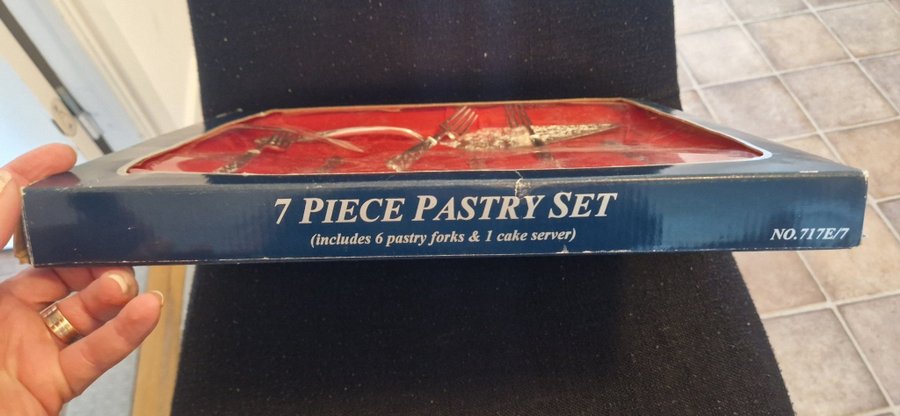 7 PIECE PASTRY SET
(includes 6 pastry forks & 1 cake server)
NO.717E/7